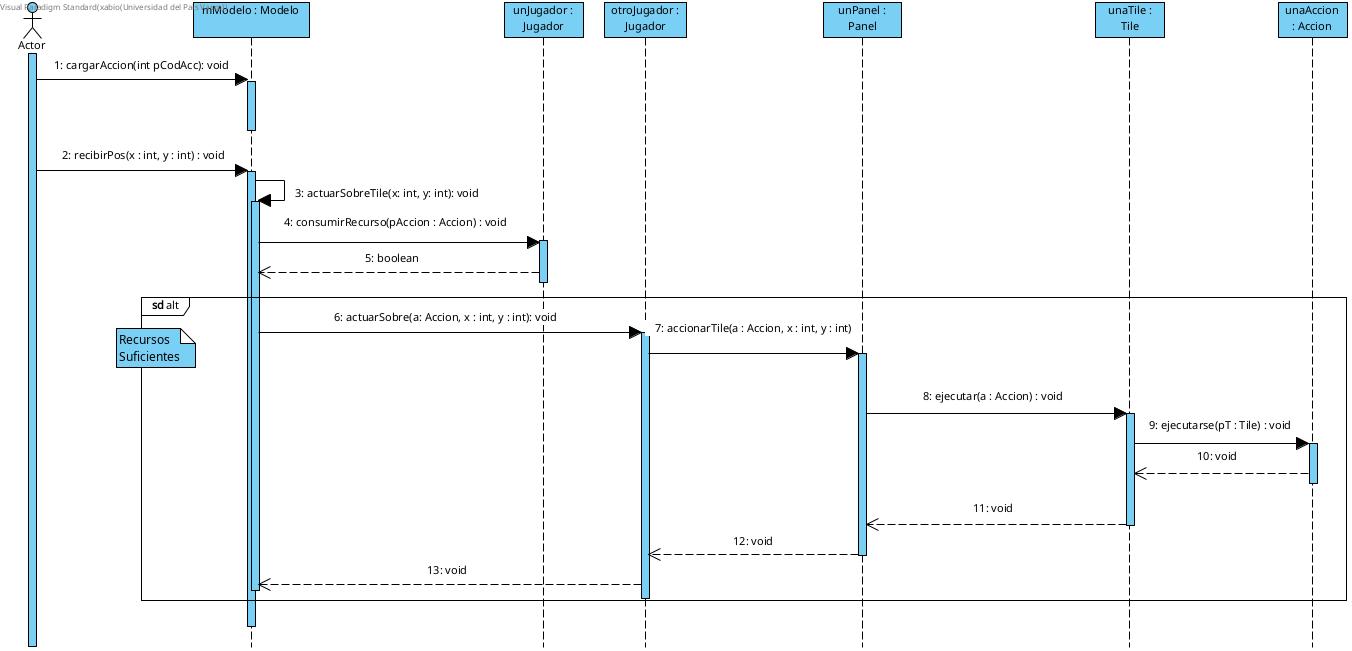 Visual Paradigm Standard(xabio(Universidad del Pais
Actor
mModelo : Modelo
unJugador :
Jugador
otroJugador :
Jugador
unPanel :
Panel
unaTile :
Tile
unaAccion
: Accion
1: cargarAccion(int pCodAcc): void
2: recibirPos(x : int, y : int) : void
3: actuarSobreTile(x: int, y: int): void
4: consumirRecurso(pAccion : Accion) : void
5: boolean
sd alt
Recursos
Suficientes
6: actuarSobre(a: Accion, x : int, y : int): void
7: accionarTile(a : Accion, x : int, y : int)
8: ejecutar(a : Accion) : void
9: ejecutarse(pT : Tile) : void
10: void
11: void
12: void
13: void